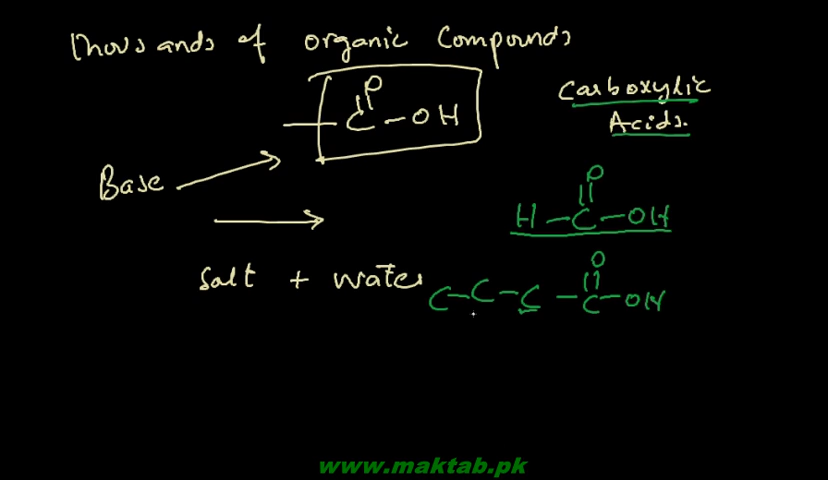 Thousands of organic compounds
O
C - OH
Carboxylic
Acids.
Base
O
H - C - OH
Salt + water
O
C - C - C - C - OH
www.maktab.pk